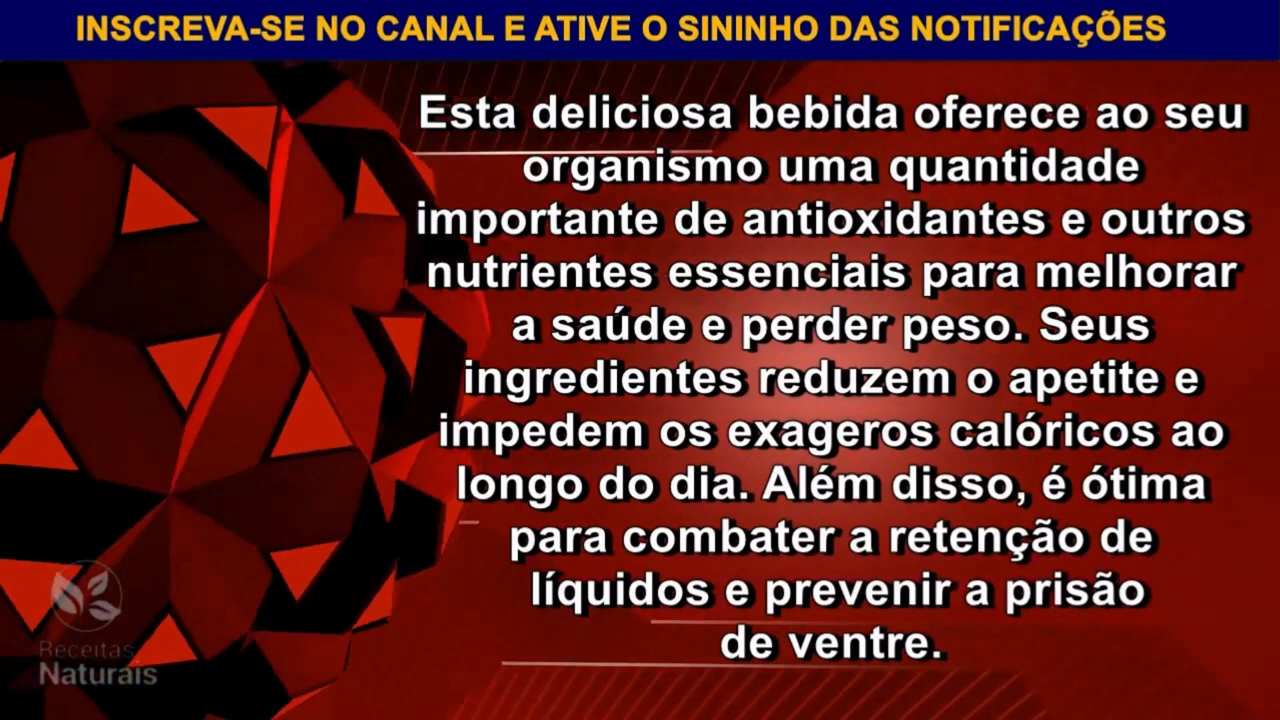 INSCREVA-SE NO CANAL E ATIVE O SININHO DAS NOTIFICAÇÕES
Esta deliciosa bebida oferece ao seu
organismo uma quantidade
importante de antioxidantes e outros
nutrientes essenciais para melhorar
a saúde e perder peso. Seus
ingredientes reduzem o apetite e
impedem os exageros calóricos ao
longo do dia. Além disso, é ótima
para combater a retenção de
líquidos e prevenir a prisão
de ventre.
Receitas
Naturais